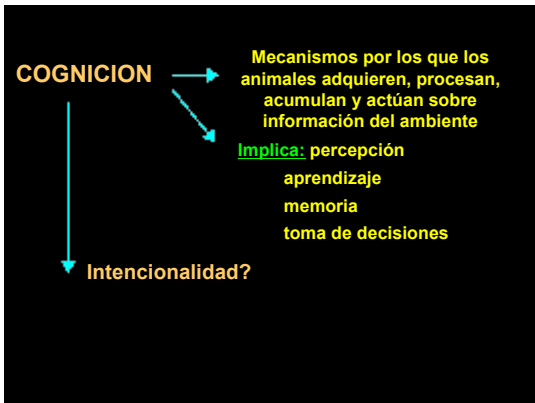 COGNICION
Mecanismos por los que los
animales adquieren, procesan,
acumulan y actúan sobre
información del ambiente
Implica: percepción
aprendizaje
memoria
toma de decisiones
Intencionalidad?